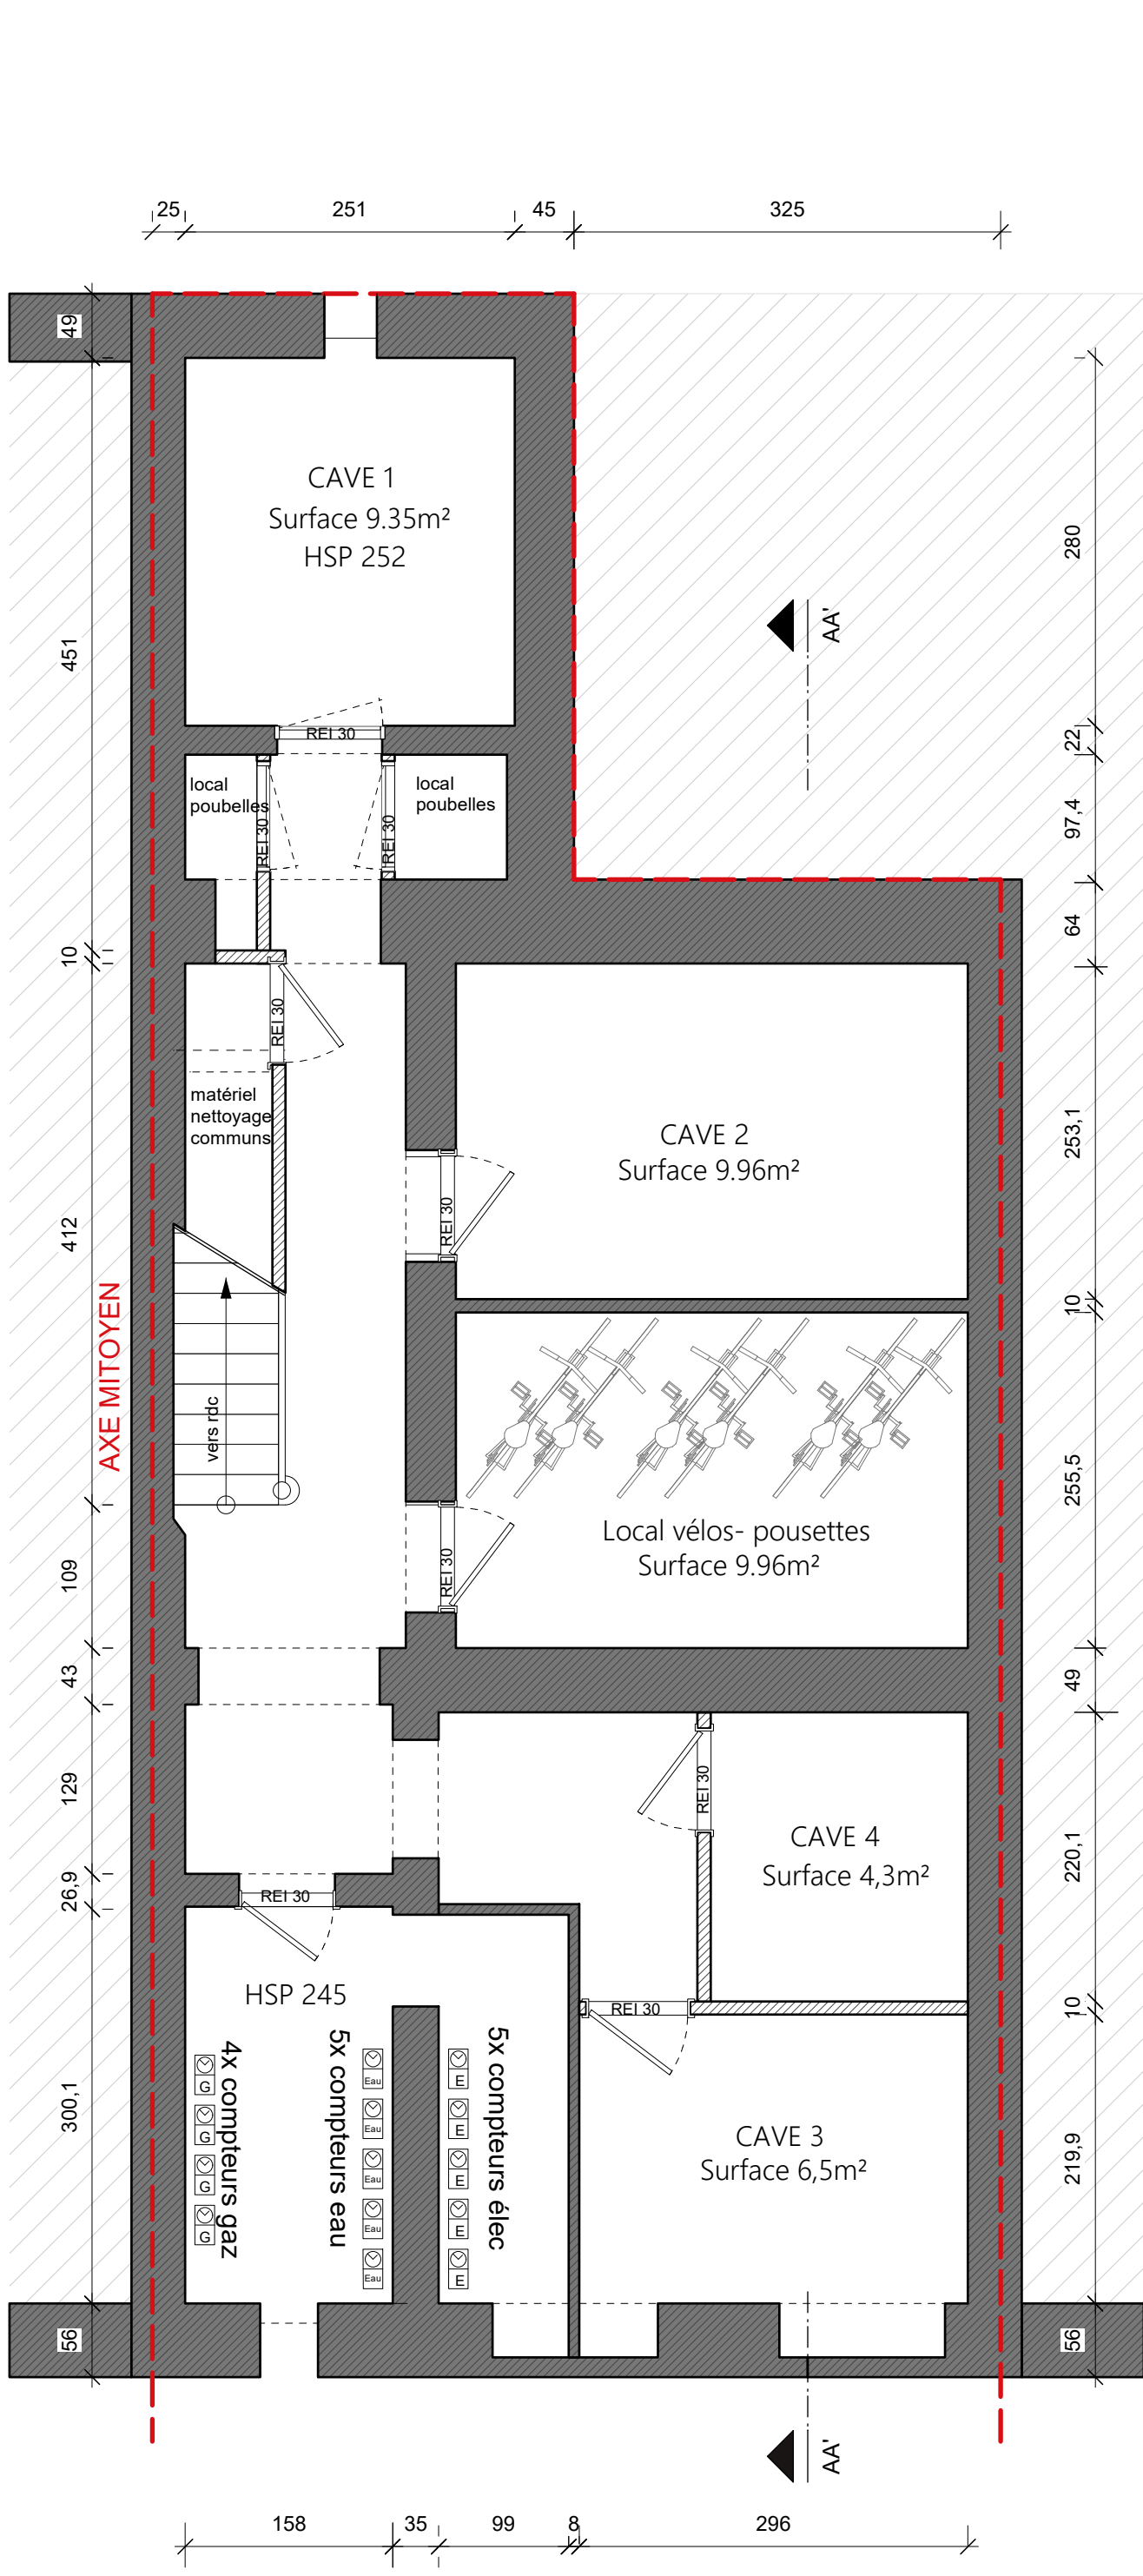 25
251
45
325
49
451
10
412
109
43
129
26,9
300,1
56
280
22
97,4
64
253,1
10
255,5
49
220,1
10
219,9
56
CAVE 1
Surface 9.35m²
HSP 252
AA'
REI 30
local
poubelles
REI 30
REI 30
local
poubelles
REI 30
matériel
nettoyage
communs
CAVE 2
Surface 9.96m²
REI 30
AXE MITOYEN
vers rdc
Local vélos- pousettes
Surface 9.96m²
REI 30
REI 30
CAVE 4
Surface 4,3m²
REI 30
HSP 245
REI 30
4x compteurs gaz
G
G
G
G
5x compteurs eau
Eau
Eau
Eau
Eau
Eau
5x compteurs élec
E
E
E
E
E
CAVE 3
Surface 6,5m²
AA'
158
35
99
8
296